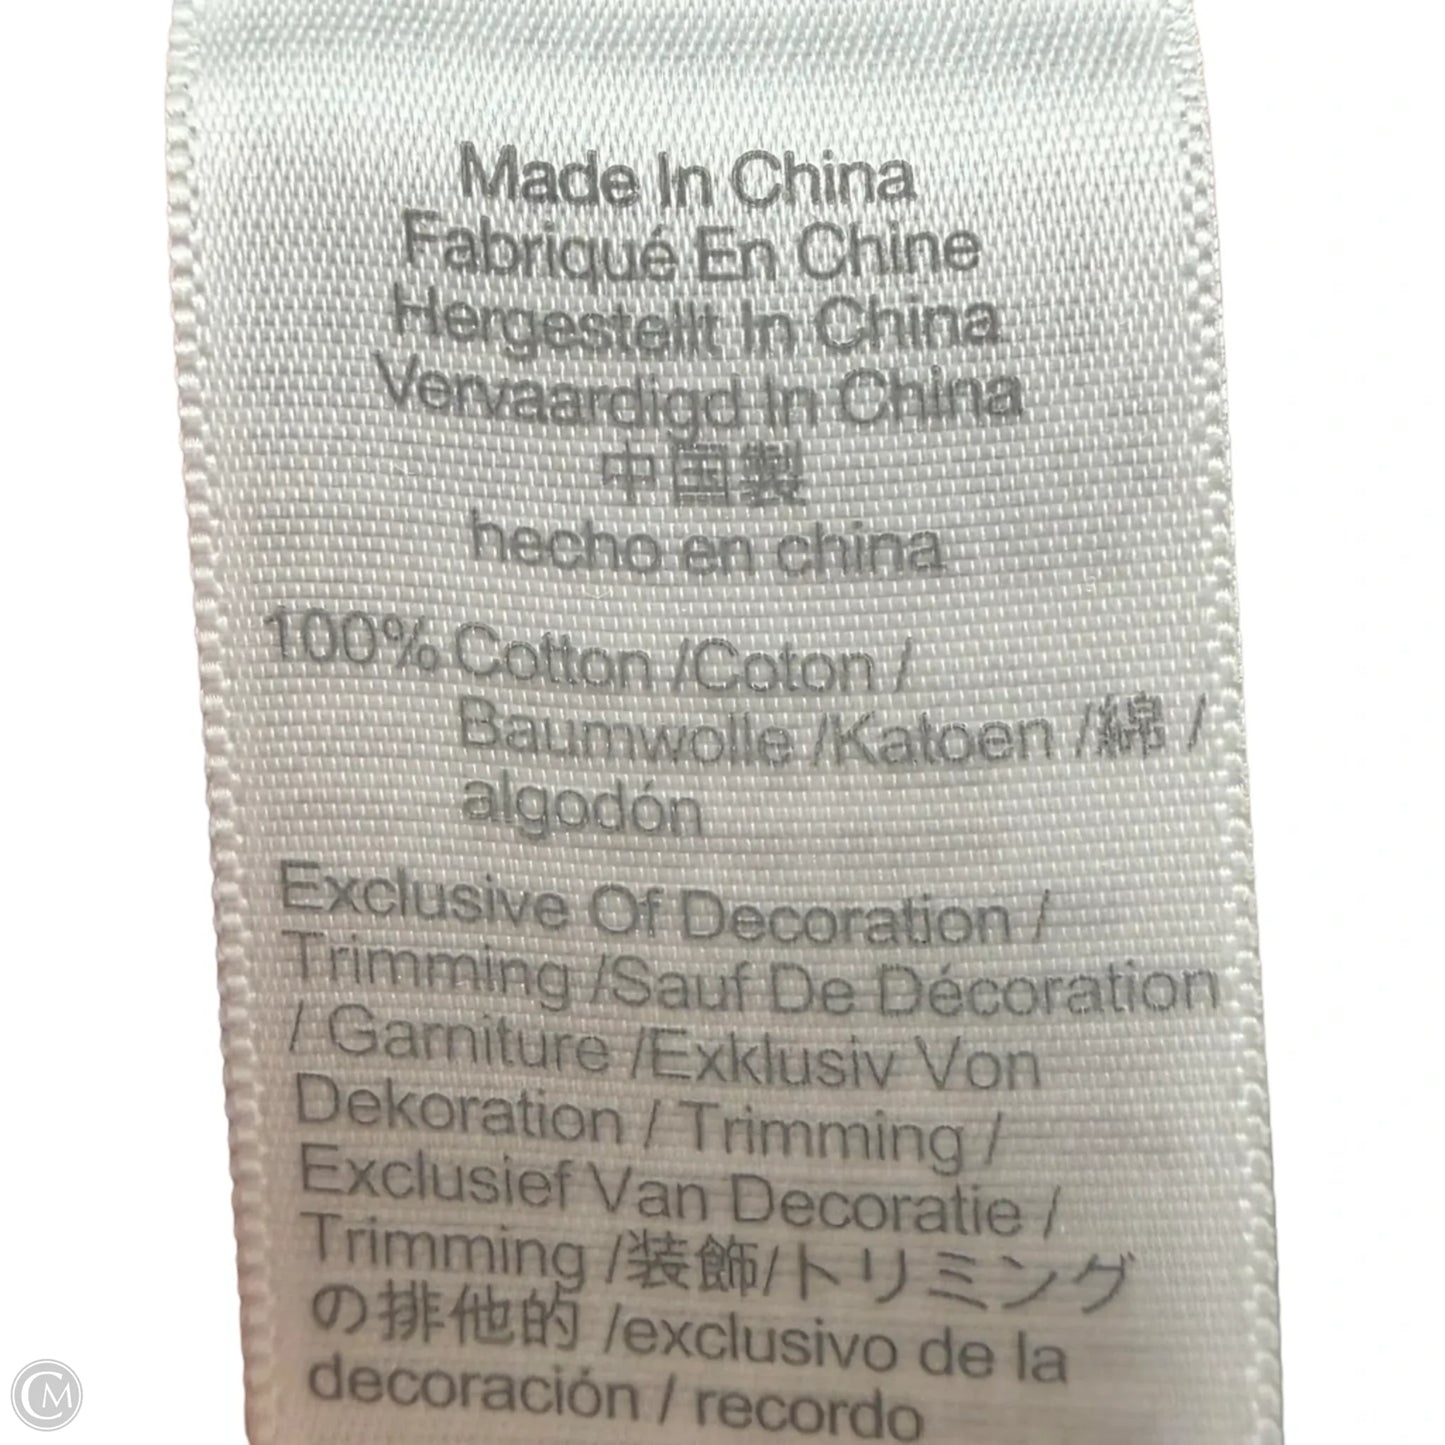 Made In China
Fabriqué En Chine
Hergestellt In China
Vervaardigd In China
中国製
hecho en china
100% Cotton /Coton /
Baumwolle /Katoen /綿 /
algodón
Exclusive Of Decoration /
Trimming /Sauf De Décoration
/ Garniture /Exklusiv Von
Dekoration / Trimming /
Exclusief Van Decoratie /
Trimming /装飾/トリミング
の排他的 /exclusivo de la
decoración / recordo
CM